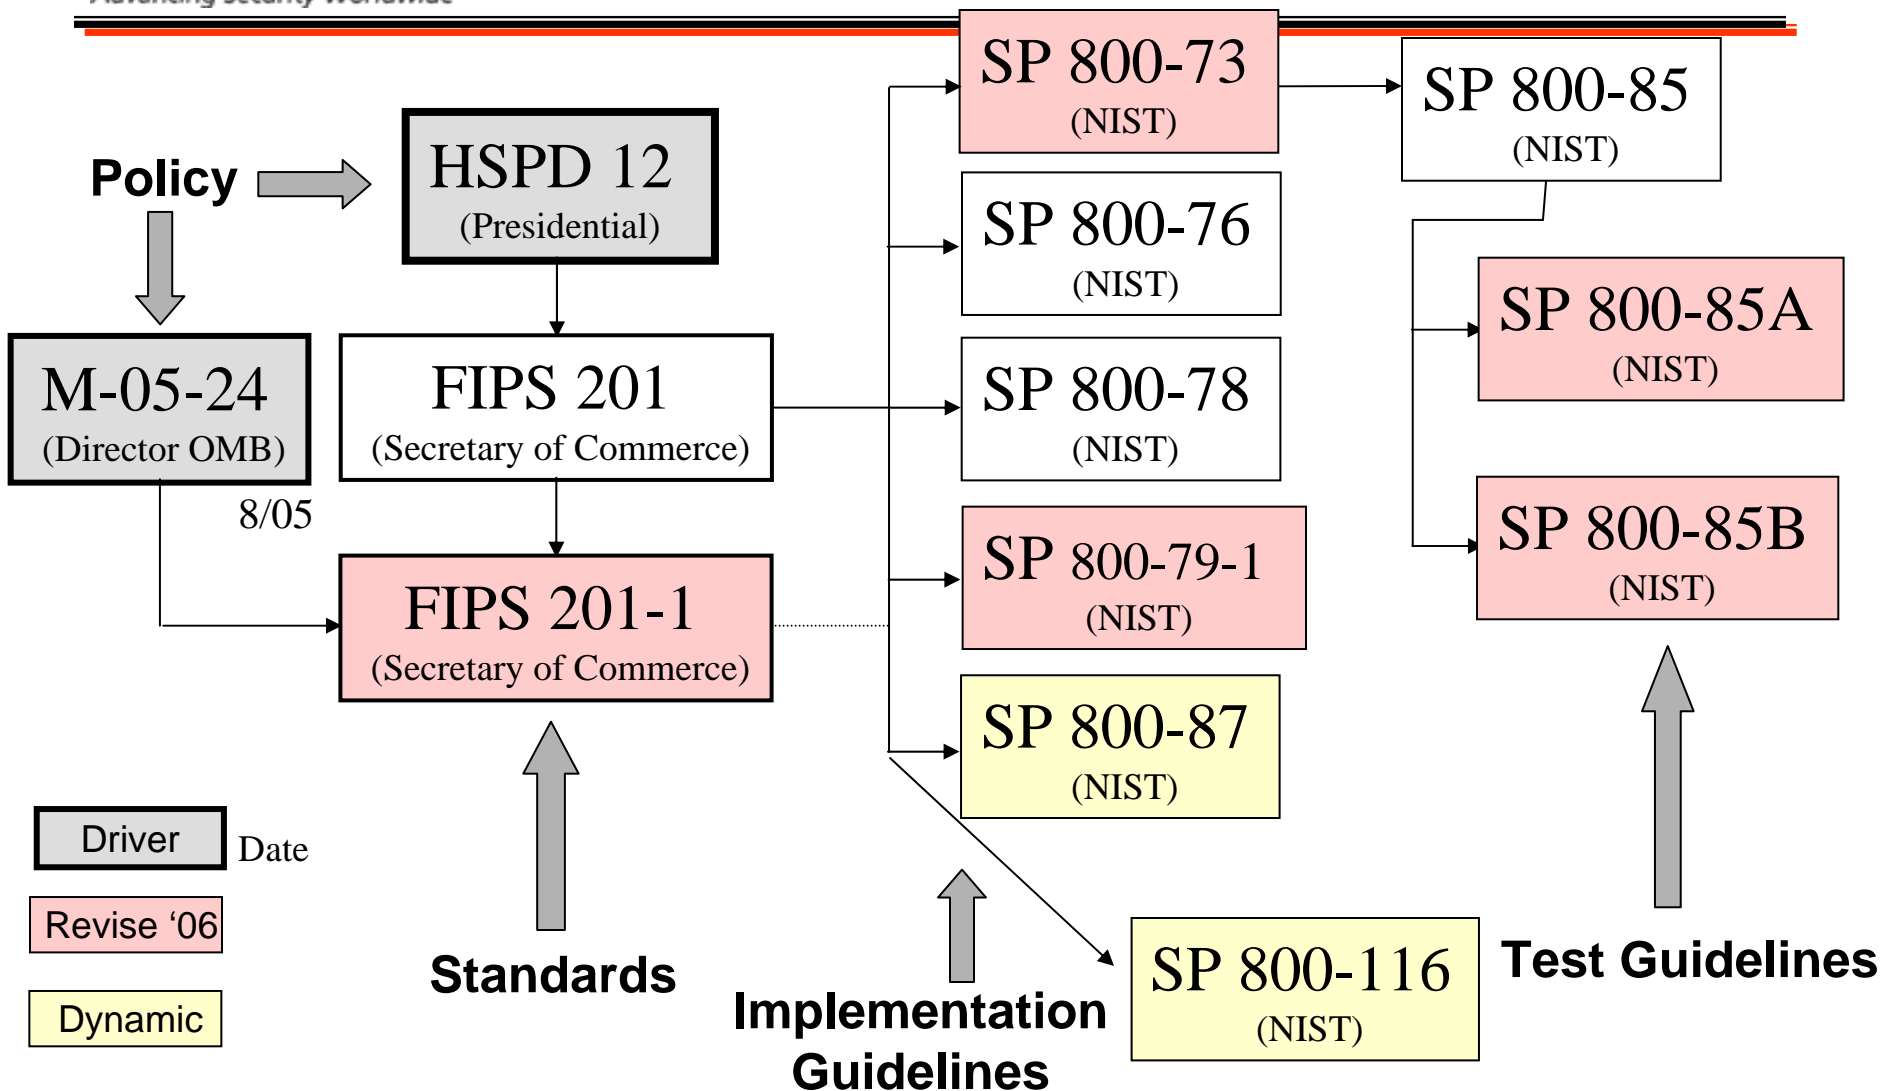 Advancing Security Worldwide
Policy
HSPD 12
(Presidential)
M-05-24
(Director OMB)
8/05
FIPS 201
(Secretary of Commerce)
FIPS 201-1
(Secretary of Commerce)
SP 800-73
(NIST)
SP 800-76
(NIST)
SP 800-78
(NIST)
SP 800-79-1
(NIST)
SP 800-87
(NIST)
SP 800-116
(NIST)
SP 800-85
(NIST)
SP 800-85A
(NIST)
SP 800-85B
(NIST)
Driver
Date
Revise ‘06
Dynamic
Standards
Implementation
Guidelines
Test Guidelines